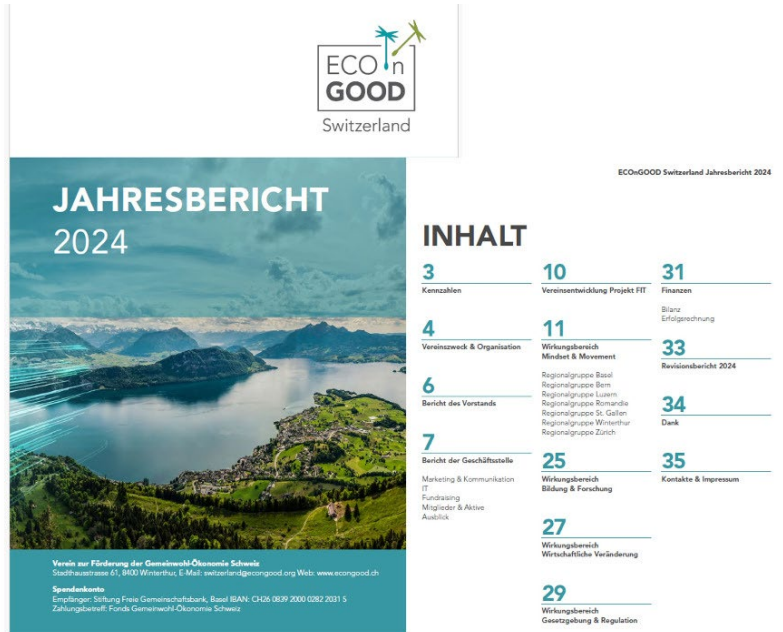 ECOnGOOD
Switzerland
JAHRESBERICHT
2024
Verein zur Förderung der Gemeinwohl-Ökonomie Schweiz
Stadthausstrasse 61, 8400 Winterthur, E-Mail: switzerland@econgood.org Web: www.econgood.ch
Spendenkonto
Empfänger: Stiftung Freie Gemeinschaftsbank, Basel IBAN: CH26 0839 2000 0282 2031 5
Zahlungsbetreff: Fonds Gemeinwohl-Ökonomie Schweiz
ECOnGOOD Switzerland Jahresbericht 2024
INHALT
3
Kennzahlen
4
Vereinszweck & Organisation
6
Bericht des Vorstands
7
Bericht der Geschäftsstelle
Marketing & Kommunikation
IT
Fundraising
Mitglieder & Aktive
Ausblick
10
Vereinsentwicklung Projekt FIT
11
Wirkungsbereich
Mindset & Movement
Regionalgruppe Basel
Regionalgruppe Bern
Regionalgruppe Luzern
Regionalgruppe Romandie
Regionalgruppe St. Gallen
Regionalgruppe Winterthur
Regionalgruppe Zürich
25
Wirkungsbereich
Bildung & Forschung
27
Wirkungsbereich
Wirtschaftliche Veränderung
29
Wirkungsbereich
Gesetzgebung & Regulation
31
Finanzen
Bilanz
Erfolgsrechnung
33
Revisionsbericht 2024
34
Dank
35
Kontakte & Impressum